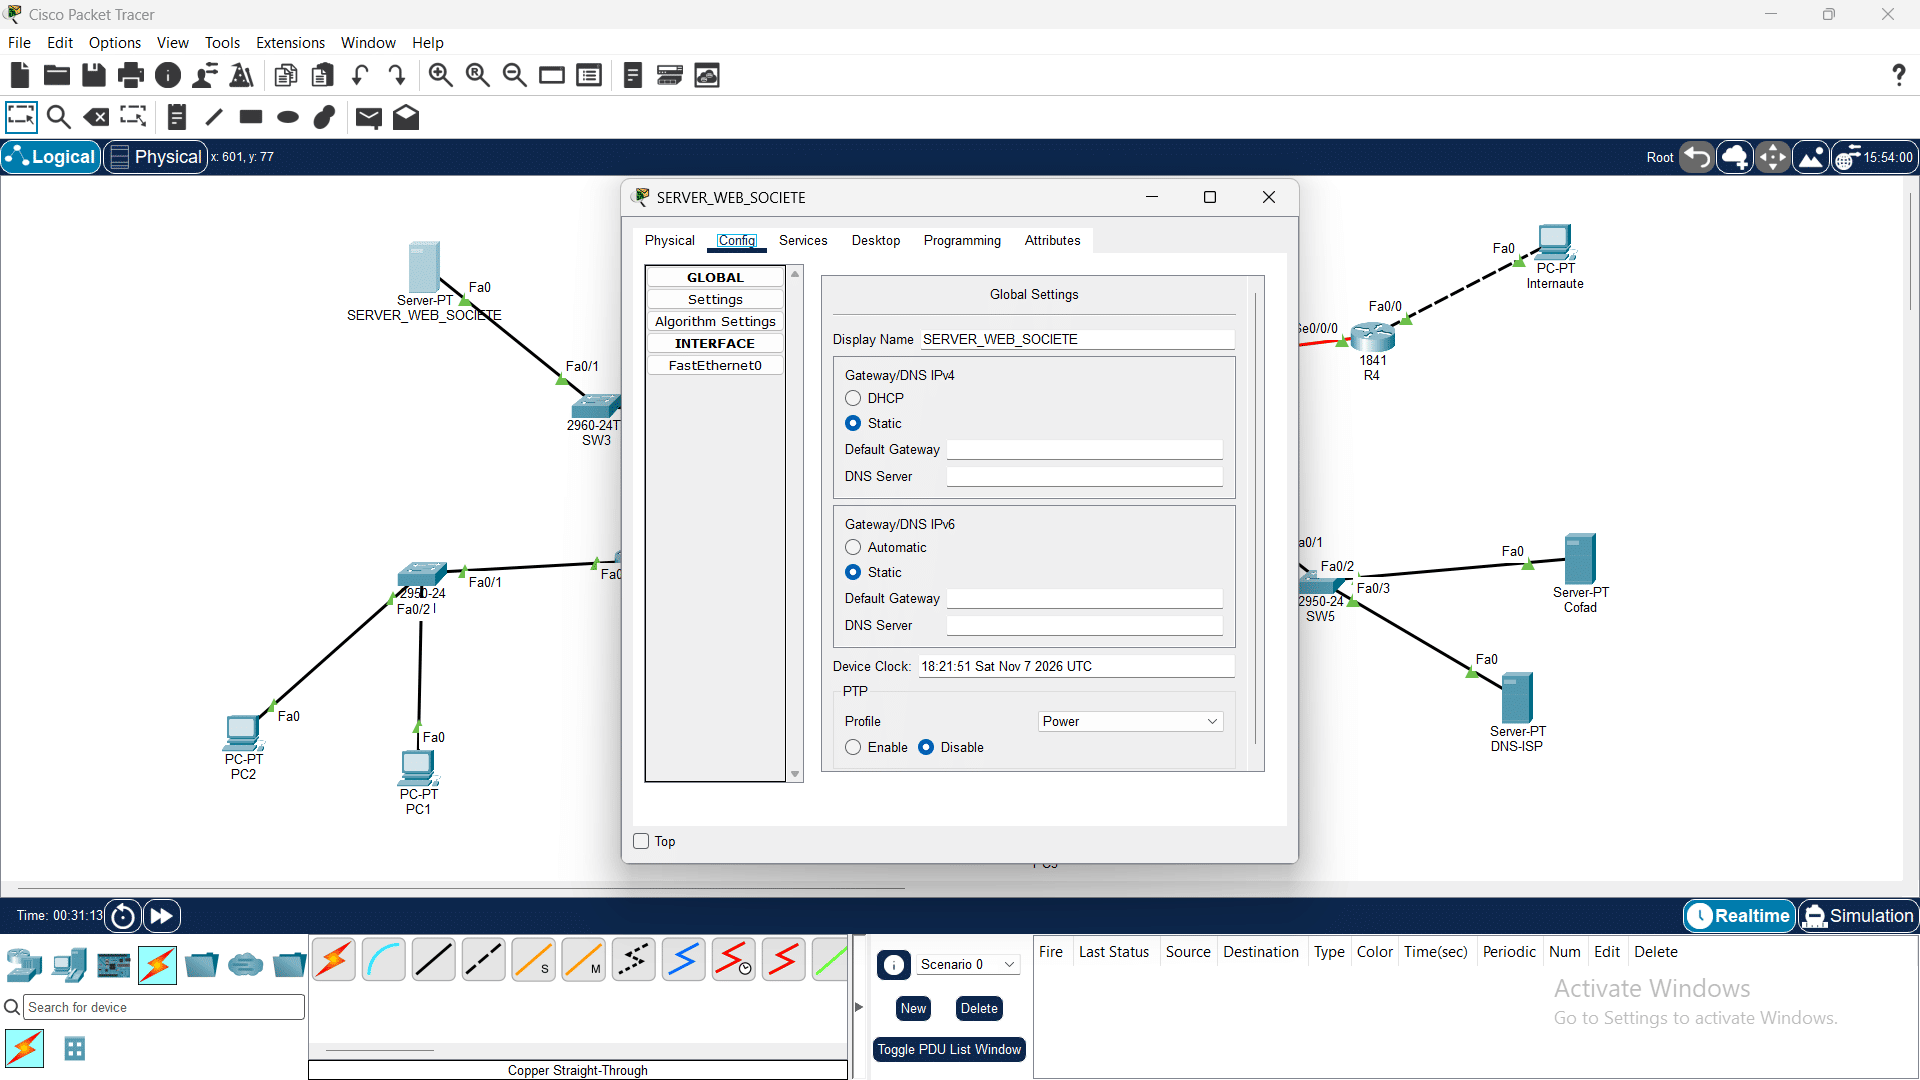 Cisco Packet Tracer
File Edit Options View Tools Extensions Window Help
Logical Physical x: 601, y: 77 Root 15:54:00
SERVER_WEB_SOCIETE
Physical Config Services Desktop Programming Attributes
GLOBAL
Settings
Algorithm Settings
INTERFACE
FastEthernet0
Global Settings
Display Name SERVER_WEB_SOCIETE
Gateway/DNS IPv4
DHCP
Static
Default Gateway
DNS Server
Gateway/DNS IPv6
Automatic
Static
Default Gateway
DNS Server
Device Clock: 18:21:51 Sat Nov 7 2026 UTC
PTP
Profile Power
Enable Disable
Top
Fa0
Server-PT
SERVER_WEB_SOCIETE
Fa0/1
2960-24T
SW3
Fa0/1
2950-24
Fa0/2
Fa0
PC-PT
PC2
Fa0
PC-PT
PC1
Fa0
PC-PT
Internaute
Fa0/0
Se0/0/0
1841
R4
Fa0/2
Fa0/3
2950-24
SW5
Fa0
Server-PT
Cofad
Fa0
Server-PT
DNS-ISP
Time: 00:31:13 Realtime Simulation
Search for device
S M
Copper Straight-Through
Scenario 0
New Delete
Toggle PDU List Window
Fire Last Status Source Destination Type Color Time(sec) Periodic Num Edit Delete
Activate Windows
Go to Settings to activate Windows.